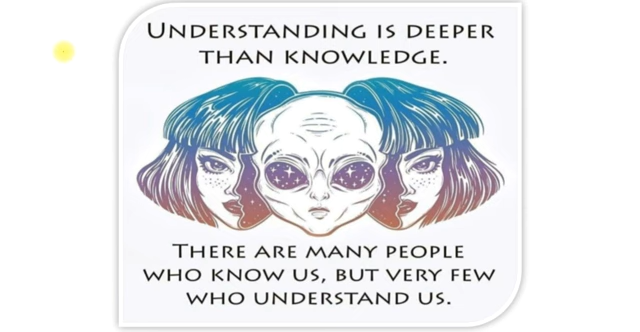 UNDERSTANDING IS DEEPER
THAN KNOWLEDGE.
THERE ARE MANY PEOPLE
WHO KNOW US, BUT VERY FEW
WHO UNDERSTAND US.